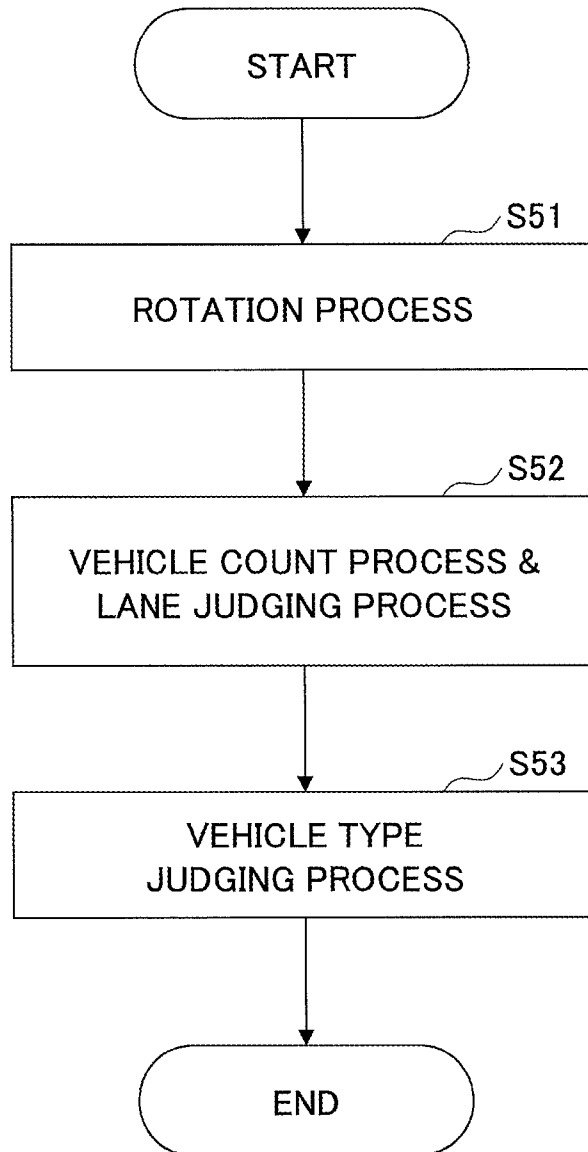 START
S51
ROTATION PROCESS
S52
VEHICLE COUNT PROCESS &
LANE JUDGING PROCESS
S53
VEHICLE TYPE
JUDGING PROCESS
END